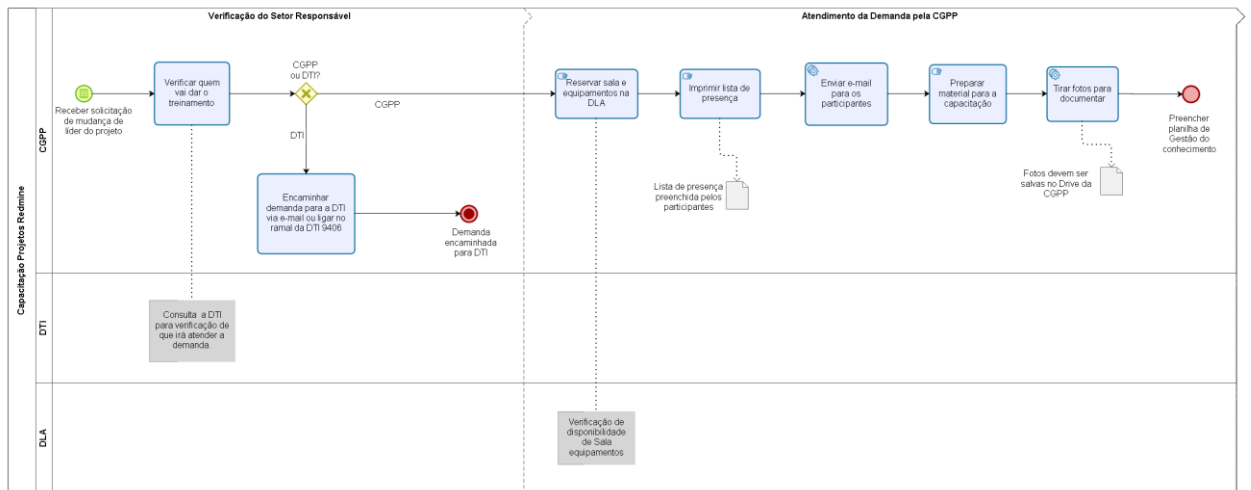 Verificação do Setor Responsável
Atendimento da Demanda pela CGPP
Capacitação Projetos Redmine
CGPP
Receber solicitação
de mudança de
líder do projeto
Verificar quem
vai dar o
treinamento
CGPP
ou DTI?
CGPP
DTI
Encaminhar
demanda para a DTI
via e-mail ou ligar no
ramal da DTI 9406
Demanda
encaminhada
para DTI
Reservar sala e
equipamentos na
DLA
Imprimir lista de
presença
Lista de presença
preenchida pelos
participantes
Enviar e-mail
para os
participantes
Preparar
material para a
capacitação
Tirar fotos para
documentar
Fotos devem ser
salvas no Drive da
CGPP
Preencher
planilha de
Gestão do
conhecimento
DTI
Consulta a DTI
para verificação de
que irá atender a
demanda.
DLA
Verificação de
disponibilidade
de Sala
equipamentos